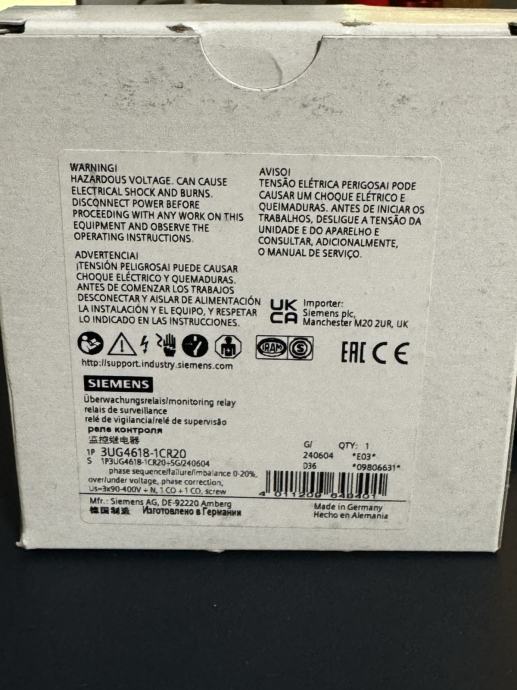 WARNING!
HAZARDOUS VOLTAGE. CAN CAUSE
ELECTRICAL SHOCK AND BURNS.
DISCONNECT POWER BEFORE
PROCEEDING WITH ANY WORK ON THIS
EQUIPMENT AND OBSERVE THE
OPERATING INSTRUCTIONS.
AVISO!
TENSÃO ELÉTRICA PERIGOSA! PODE
CAUSAR UM CHOQUE ELÉTRICO E
QUEIMADURAS. ANTES DE INICIAR OS
TRABALHOS, DESLIGUE A TENSÃO DA
UNIDADE E DO APARELHO E
CONSULTAR, ADICIONALMENTE,
O MANUAL DE SERVIÇO.
ADVERTENCIA!
¡TENSIÓN PELIGROSA! PUEDE CAUSAR
CHOQUE ELÉCTRICO Y QUEMADURAS.
ANTES DE COMENZAR LOS TRABAJOS
DESCONECTAR Y AISLAR DE ALIMENTACIÓN
LA INSTALACIÓN Y EL EQUIPO, Y RESPETAR
LO INDICADO EN LAS INSTRUCCIONES.
UK
CA
Importer:
Siemens plc,
Manchester M20 2UR, UK
IRAM S
EAC CE
http://support.industry.siemens.com
SIEMENS
Überwachungsrelais/monitoring relay
relais de surveillance
relé de vigilancia/relé de supervisão
реле контроля
监控继电器
1P 3UG4618-1CR20
S 1P3UG4618-1CR20+SG/240604
phase sequence/failure/imbalance 0-20%,
over/under voltage, phase correction,
Us=3x90-400V + N, 1 CO + 1 CO, screw
G/ QTY: 1
240604 *E03*
D36 *09806631*
4 011209 640401
Mfr.: Siemens AG, DE-92220 Amberg
德国制造 Изготовлено в Германии
Made in Germany
Hecho en Alemania